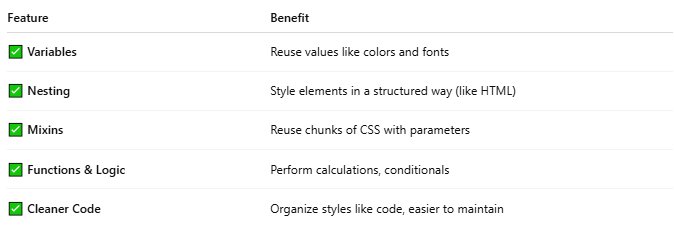 Feature Benefit
✅ Variables Reuse values like colors and fonts
✅ Nesting Style elements in a structured way (like HTML)
✅ Mixins Reuse chunks of CSS with parameters
✅ Functions & Logic Perform calculations, conditionals
✅ Cleaner Code Organize styles like code, easier to maintain